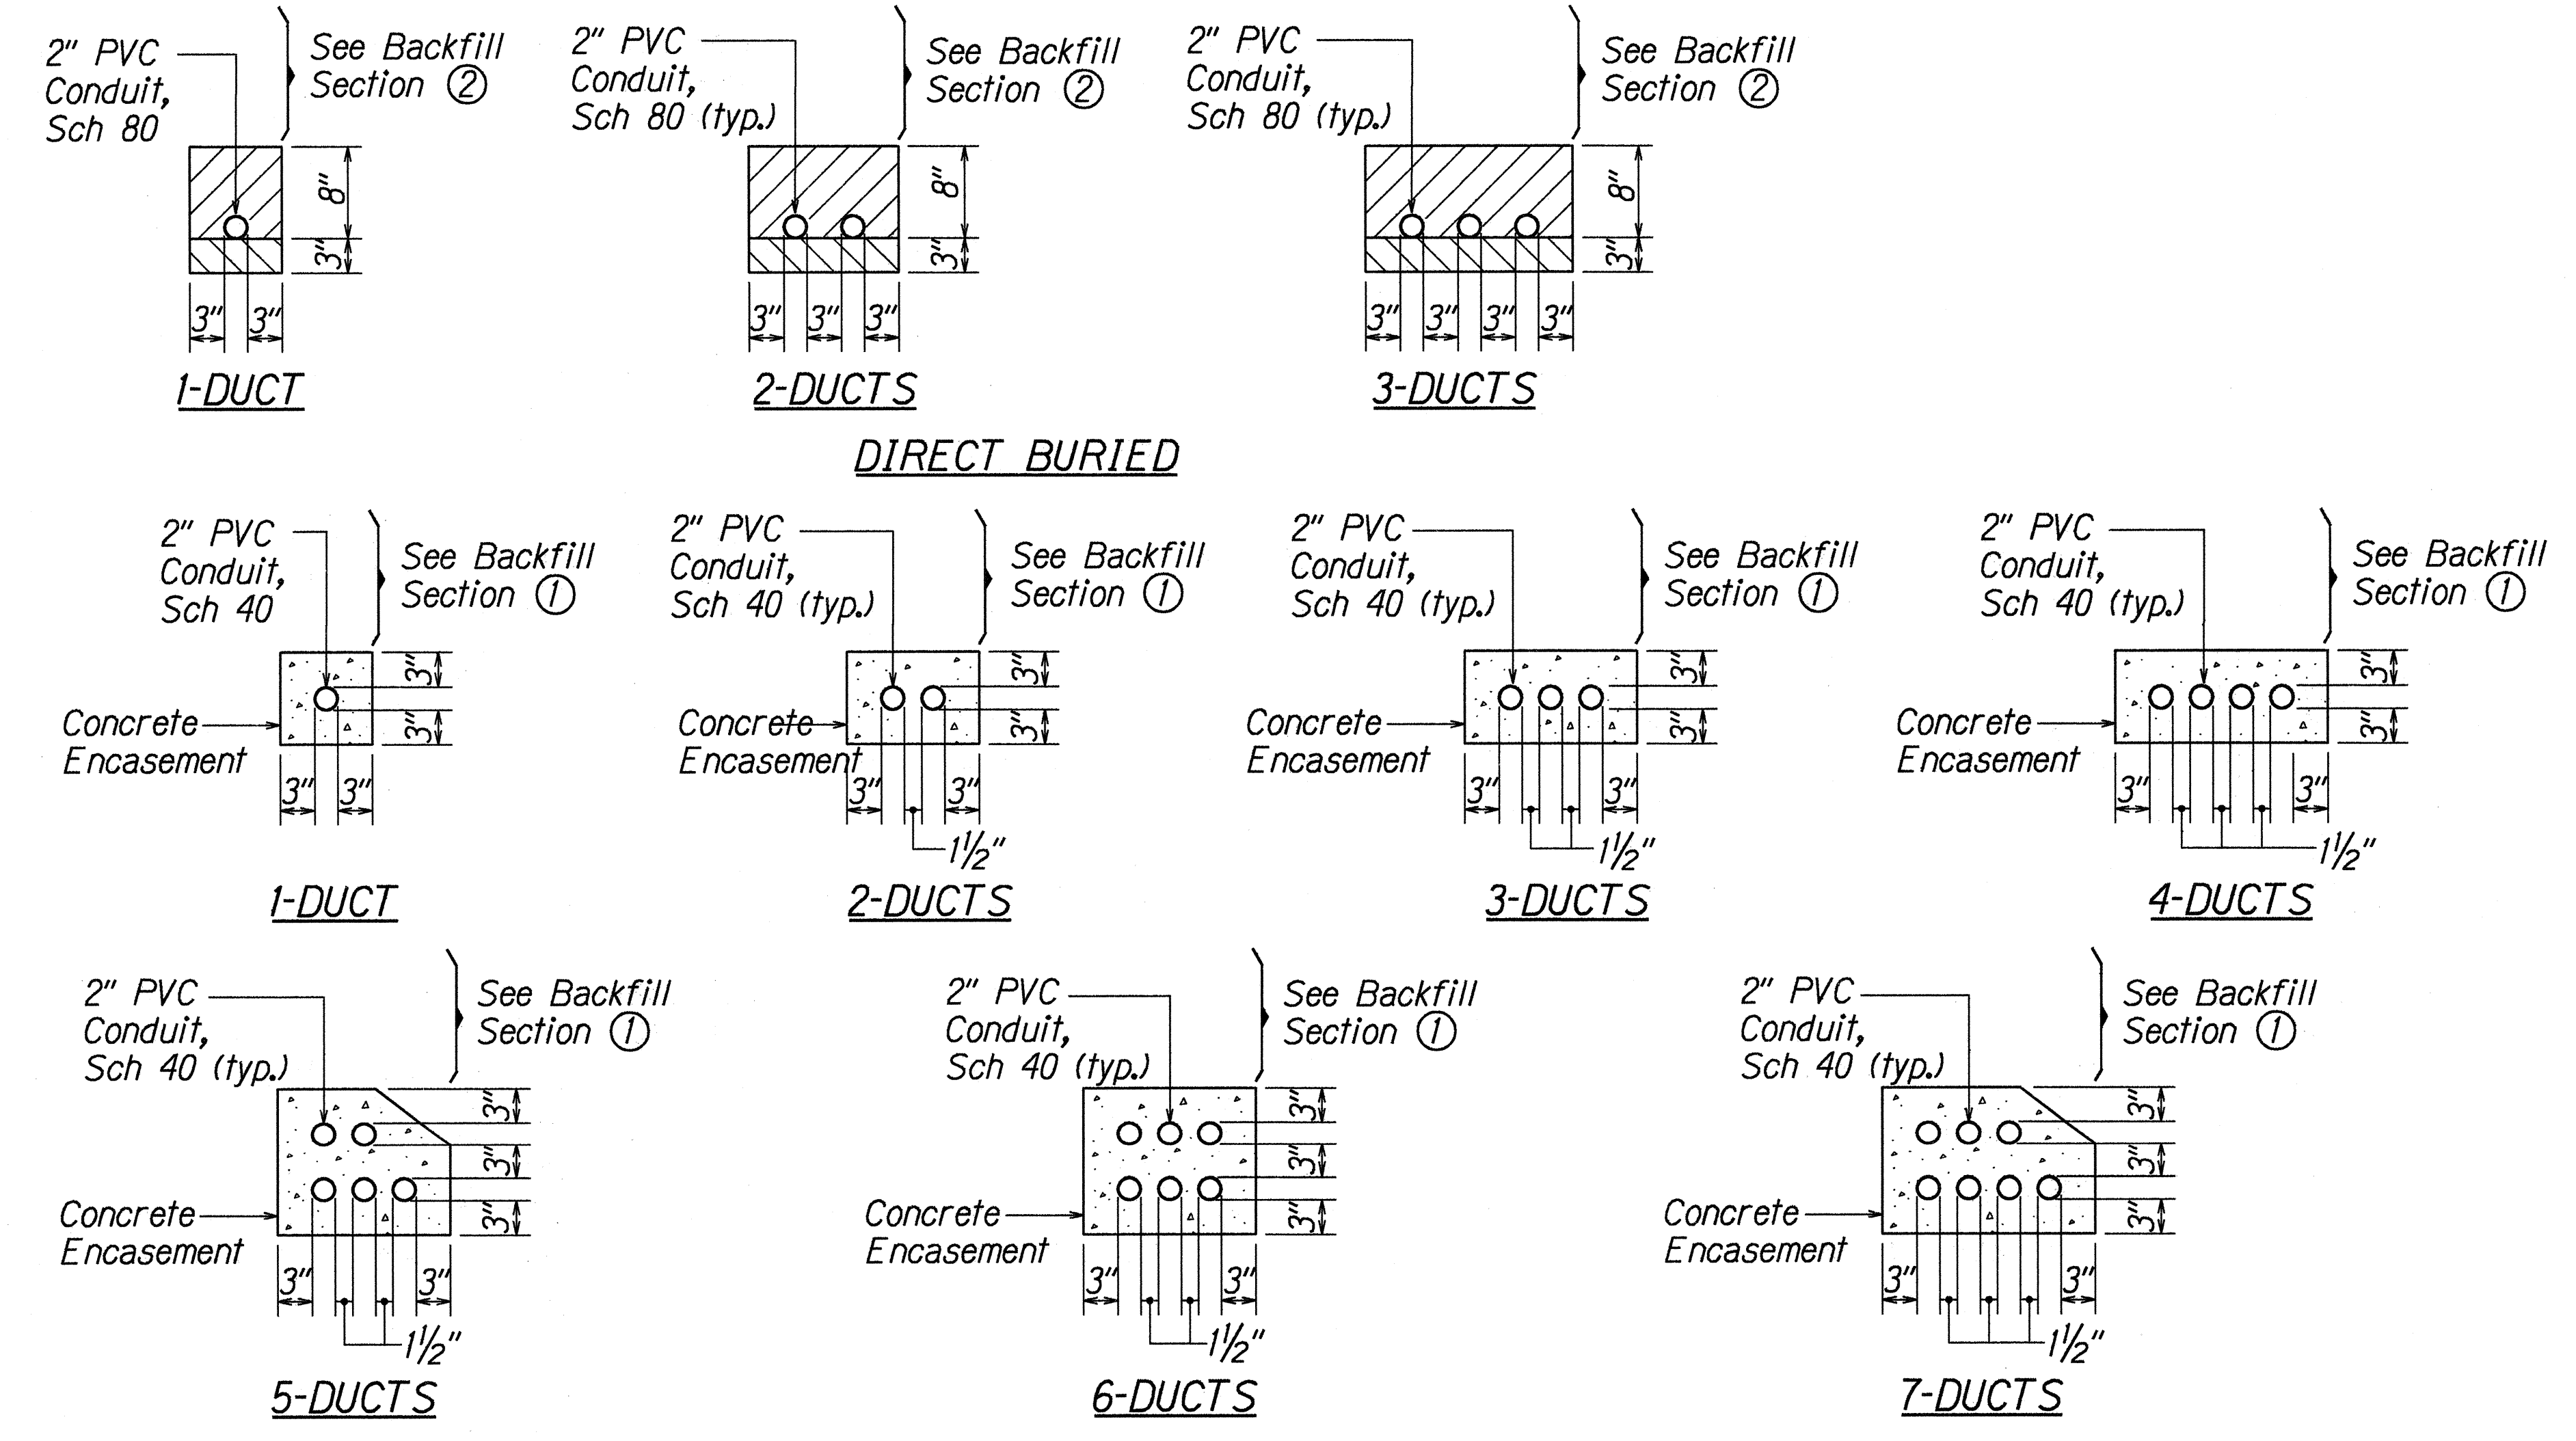 2" PVC
Conduit,
Sch 80
See Backfill
Section ②
8"
3"
3"
3"
1-DUCT
2" PVC
Conduit,
Sch 80 (typ.)
See Backfill
Section ②
8"
3"
3"
3"
3"
2-DUCTS
2" PVC
Conduit,
Sch 80 (typ.)
See Backfill
Section ②
8"
3"
3"
3"
3"
3"
3-DUCTS
DIRECT BURIED
2" PVC
Conduit,
Sch 40
See Backfill
Section ①
Concrete
Encasement
3"
3"
3"
3"
1-DUCT
2" PVC
Conduit,
Sch 40 (typ.)
See Backfill
Section ①
Concrete
Encasement
3"
3"
3"
3"
1½"
2-DUCTS
2" PVC
Conduit,
Sch 40 (typ.)
See Backfill
Section ①
Concrete
Encasement
3"
3"
3"
3"
1½"
3-DUCTS
2" PVC
Conduit,
Sch 40 (typ.)
See Backfill
Section ①
Concrete
Encasement
3"
3"
3"
3"
1½"
4-DUCTS
2" PVC
Conduit,
Sch 40 (typ.)
See Backfill
Section ①
Concrete
Encasement
3"
3"
3"
3"
3"
1½"
5-DUCTS
2" PVC
Conduit,
Sch 40 (typ.)
See Backfill
Section ①
Concrete
Encasement
3"
3"
3"
3"
3"
1½"
6-DUCTS
2" PVC
Conduit,
Sch 40 (typ.)
See Backfill
Section ①
Concrete
Encasement
3"
3"
3"
3"
3"
1½"
7-DUCTS